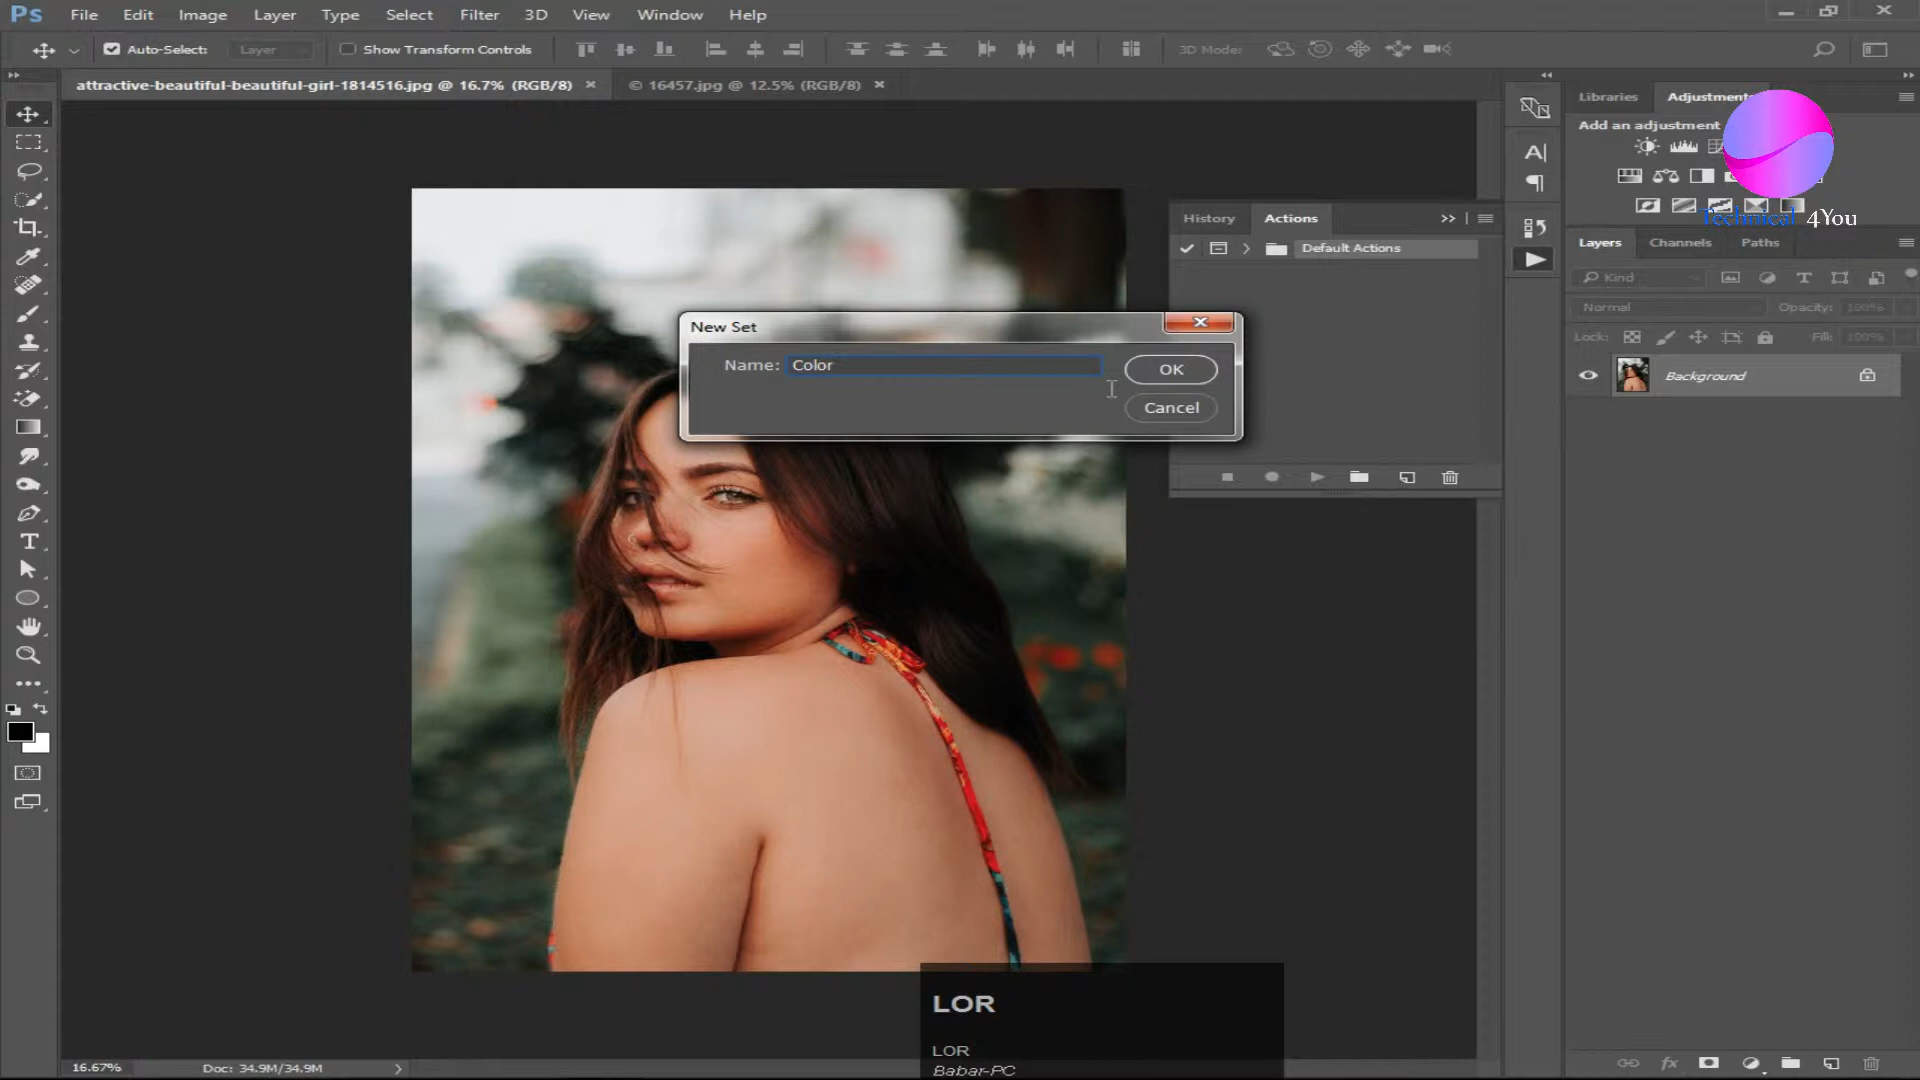 Ps File Edit Image Layer Type Select Filter 3D View Window Help
Auto-Select: Layer Show Transform Controls 3D Mode:
attractive-beautiful-beautiful-girl-1814516.jpg @ 16.7% (RGB/8) × © 16457.jpg @ 12.5% (RGB/8) ×
Libraries Adjustments
Add an adjustment
Technical 4You
History Actions
Default Actions
Layers Channels Paths
Kind
Normal Opacity: 100%
Lock: Fill: 100%
Background
New Set
Name: Color
OK
Cancel
LOR
LOR
Babar-PC
16.67% Doc: 34.9M/34.9M